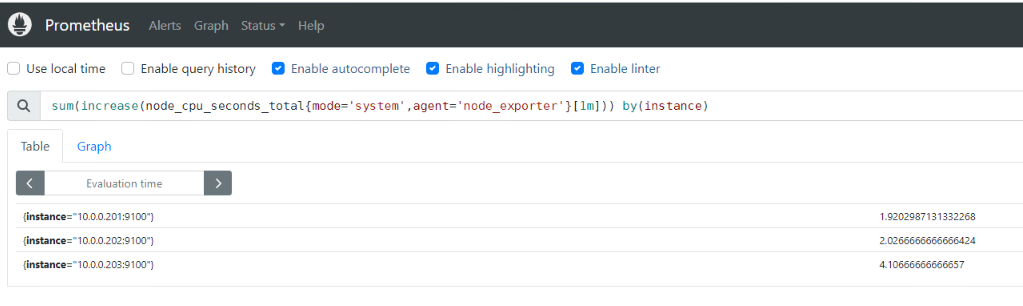 Prometheus Alerts Graph Status Help
Use local time Enable query history Enable autocomplete Enable highlighting Enable linter
sum(increase(node_cpu_seconds_total{mode='system',agent='node_exporter'}[1m])) by(instance)
Table Graph
Evaluation time
{instance="10.0.0.201:9100"} 1.9202987131332268
{instance="10.0.0.202:9100"} 2.0266666666666424
{instance="10.0.0.203:9100"} 4.10666666666657